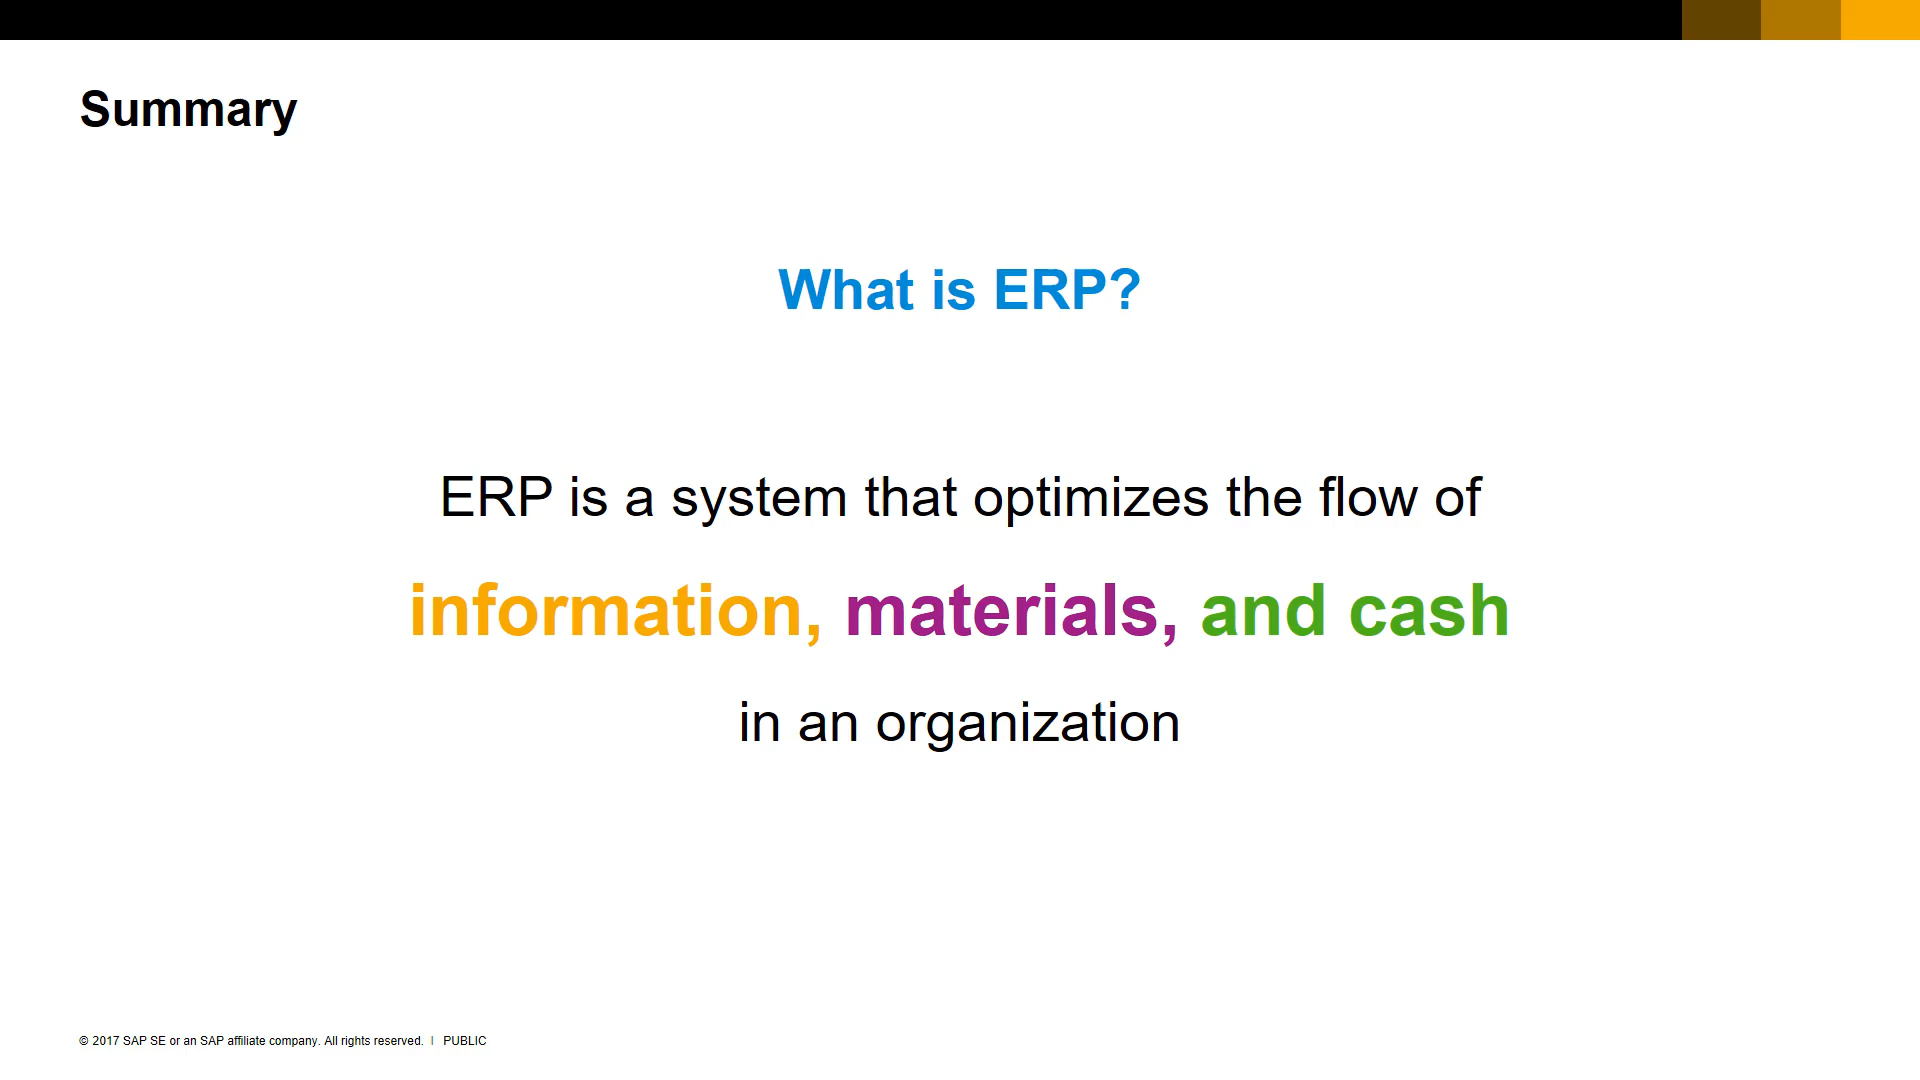 Summary
What is ERP?
ERP is a system that optimizes the flow of
information, materials, and cash
in an organization
© 2017 SAP SE or an SAP affiliate company. All rights reserved. | PUBLIC